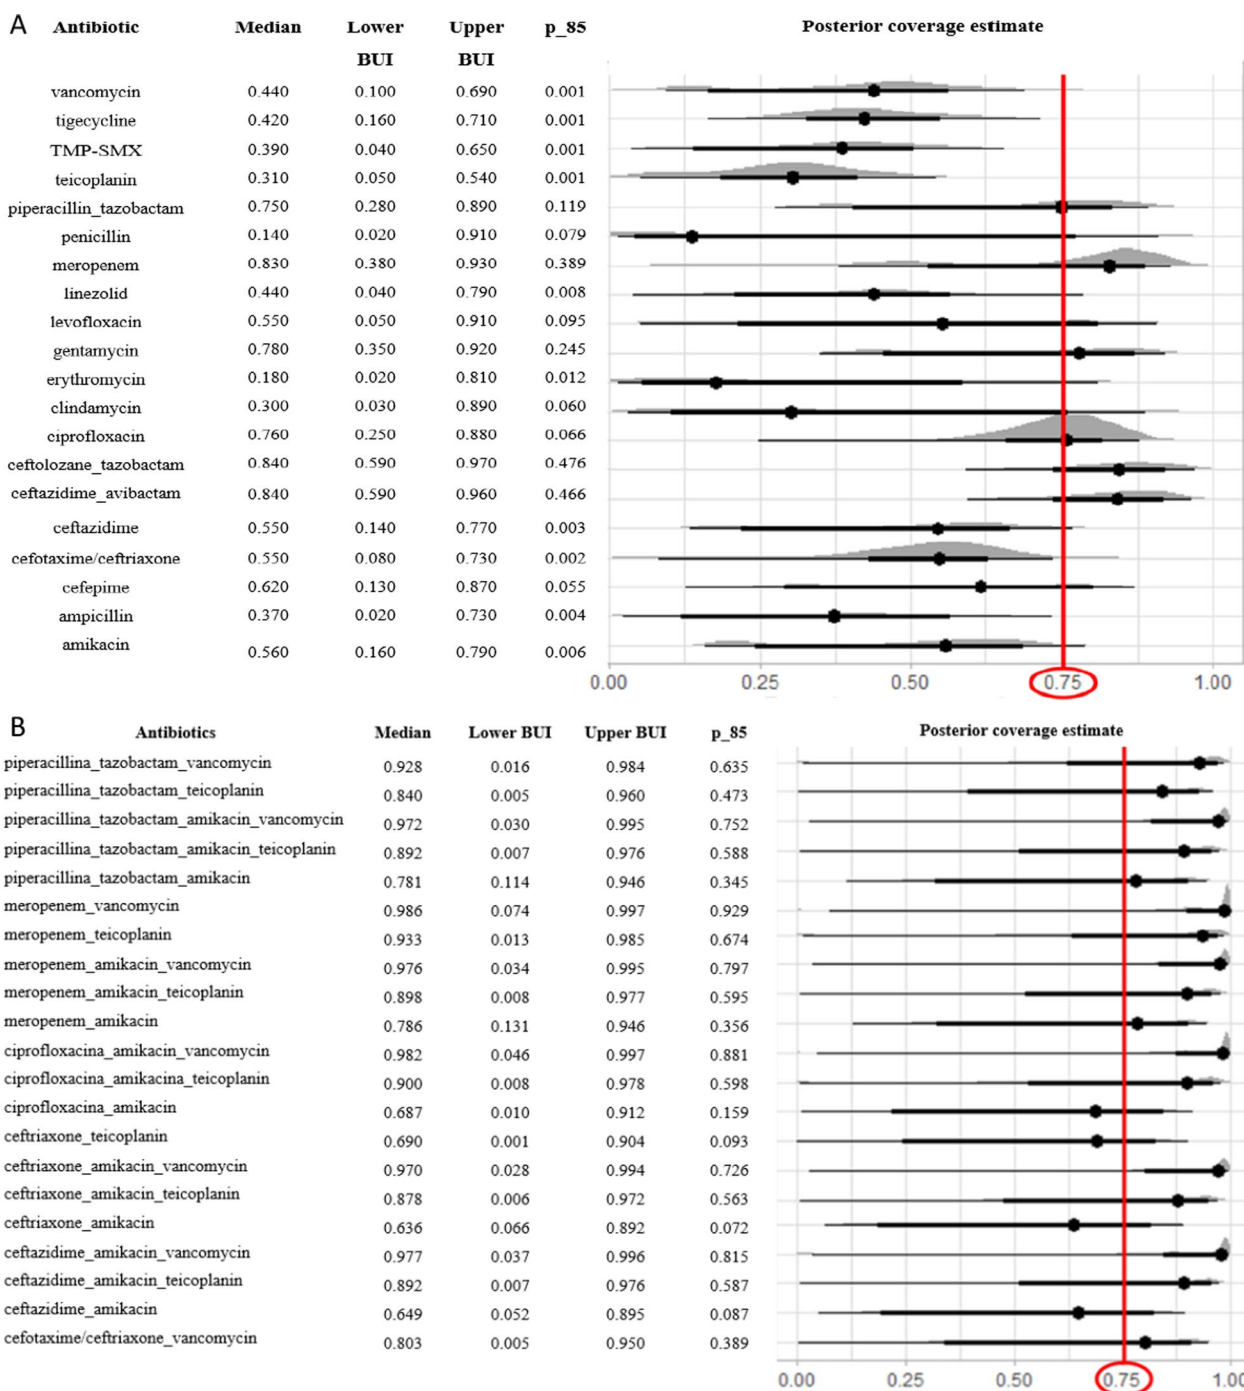 A Antibiotic Median Lower BUI Upper BUI p_85 Posterior coverage estimate
vancomycin 0.440 0.100 0.690 0.001
tigecycline 0.420 0.160 0.710 0.001
TMP-SMX 0.390 0.040 0.650 0.001
teicoplanin 0.310 0.050 0.540 0.001
piperacillin_tazobactam 0.750 0.280 0.890 0.119
penicillin 0.140 0.020 0.910 0.079
meropenem 0.830 0.380 0.930 0.389
linezolid 0.440 0.040 0.790 0.008
levofloxacin 0.550 0.050 0.910 0.095
gentamycin 0.780 0.350 0.920 0.245
erythromycin 0.180 0.020 0.810 0.012
clindamycin 0.300 0.030 0.890 0.060
ciprofloxacin 0.760 0.250 0.880 0.066
ceftolozane_tazobactam 0.840 0.590 0.970 0.476
ceftazidime_avibactam 0.840 0.590 0.960 0.466
ceftazidime 0.550 0.140 0.770 0.003
cefotaxime/ceftriaxone 0.550 0.080 0.730 0.002
cefepime 0.620 0.130 0.870 0.055
ampicillin 0.370 0.020 0.730 0.004
amikacin 0.560 0.160 0.790 0.006
0.00 0.25 0.50 0.75 1.00
B Antibiotics Median Lower BUI Upper BUI p_85 Posterior coverage estimate
piperacillina_tazobactam_vancomycin 0.928 0.016 0.984 0.635
piperacillina_tazobactam_teicoplanin 0.840 0.005 0.960 0.473
piperacillina_tazobactam_amikacin_vancomycin 0.972 0.030 0.995 0.752
piperacillina_tazobactam_amikacin_teicoplanin 0.892 0.007 0.976 0.588
piperacillina_tazobactam_amikacin 0.781 0.114 0.946 0.345
meropenem_vancomycin 0.986 0.074 0.997 0.929
meropenem_teicoplanin 0.933 0.013 0.985 0.674
meropenem_amikacin_vancomycin 0.976 0.034 0.995 0.797
meropenem_amikacin_teicoplanin 0.898 0.008 0.977 0.595
meropenem_amikacin 0.786 0.131 0.946 0.356
ciprofloxacina_amikacin_vancomycin 0.982 0.046 0.997 0.881
ciprofloxacina_amikacina_teicoplanin 0.900 0.008 0.978 0.598
ciprofloxacina_amikacin 0.687 0.010 0.912 0.159
ceftriaxone_teicoplanin 0.690 0.001 0.904 0.093
ceftriaxone_amikacin_vancomycin 0.970 0.028 0.994 0.726
ceftriaxone_amikacin_teicoplanin 0.878 0.006 0.972 0.563
ceftriaxone_amikacin 0.636 0.066 0.892 0.072
ceftazidime_amikacin_vancomycin 0.977 0.037 0.996 0.815
ceftazidime_amikacin_teicoplanin 0.892 0.007 0.976 0.587
ceftazidime_amikacin 0.649 0.052 0.895 0.087
cefotaxime/ceftriaxone_vancomycin 0.803 0.005 0.950 0.389
0.00 0.25 0.50 0.75 1.00